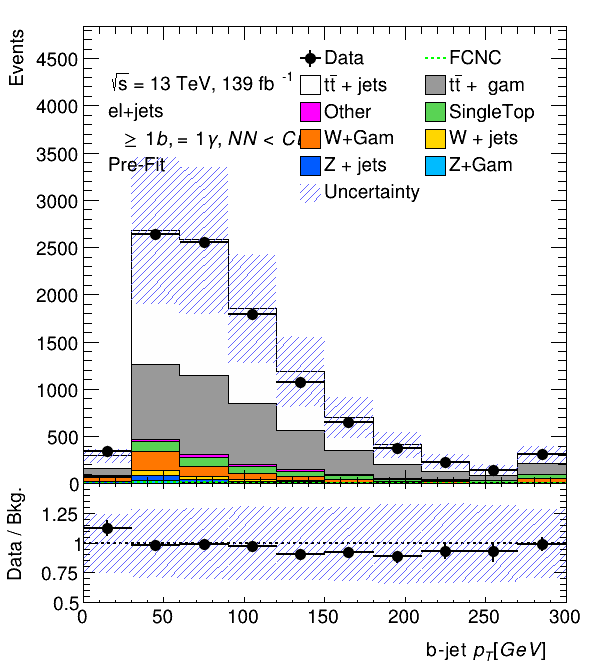 Events
4500
4000
3500
3000
2500
2000
1500
1000
500
0
√s = 13 TeV, 139 fb -1
el+jets
≥ 1b, = 1γ, NN <
Pre-Fit
Data
FCNC
tt̄ + jets
tt̄ + gam
Other
SingleTop
W+Gam
W + jets
Z + jets
Z+Gam
Uncertainty
Data / Bkg.
1.25
1
0.75
0.5
0 50 100 150 200 250 300
b-jet pT[GeV]